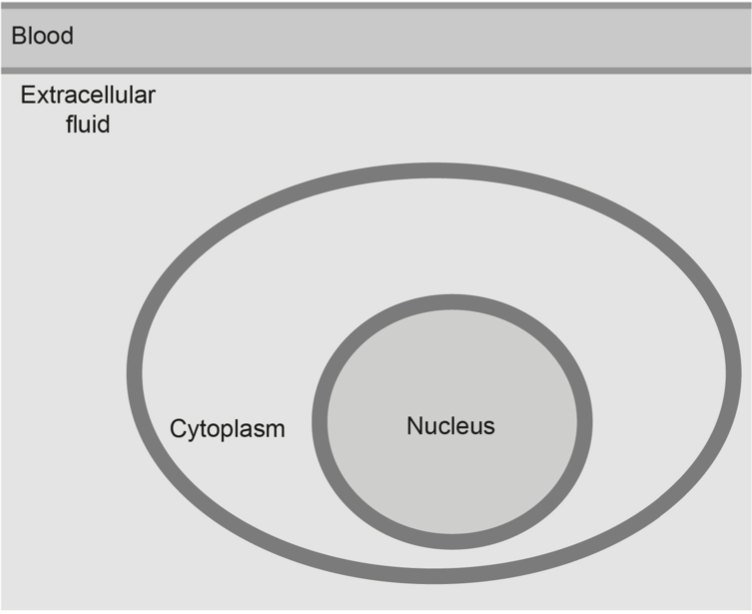 Blood
Extracellular
fluid
Cytoplasm
Nucleus